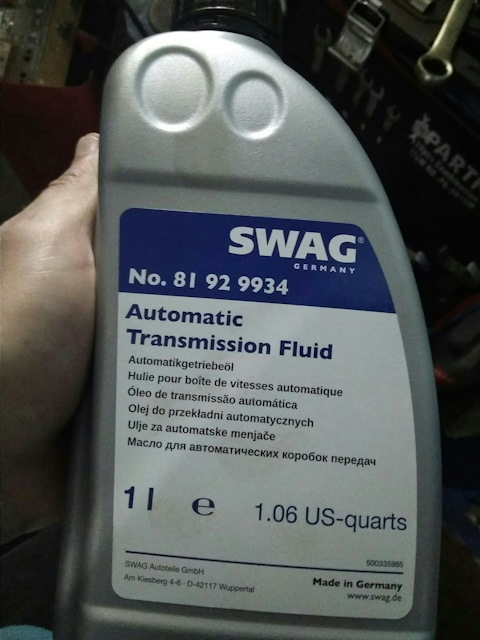 SWAG®
GERMANY
No. 81 92 9934
Automatic
Transmission Fluid
Automatikgetriebeöl
Hulie pour boîte de vitesses automatique
Óleo de transmissão automática
Olej do przekładni automatycznych
Ulje za automatske menjače
Масло для автоматических коробок передач
1 l e 1.06 US-quarts
500335985
SWAG Autoteile GmbH
Am Kiesberg 4-6 · D-42117 Wuppertal
Made in Germany
www.swag.de
PARTI